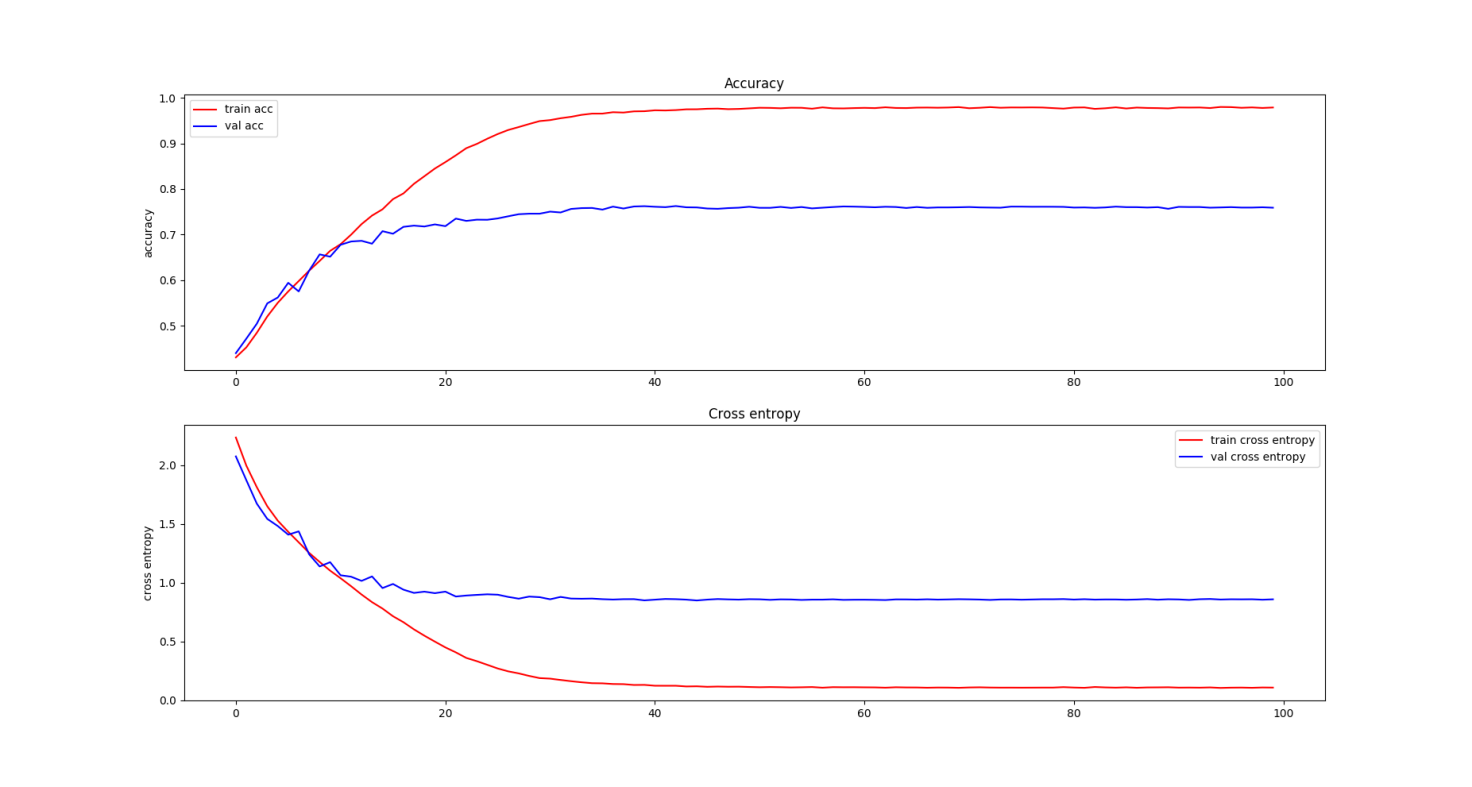 Accuracy
1.0
0.9
0.8
0.7
0.6
0.5
accuracy
train acc
val acc
0 20 40 60 80 100
Cross entropy
2.0
1.5
1.0
0.5
0.0
cross entropy
train cross entropy
val cross entropy
0 20 40 60 80 100